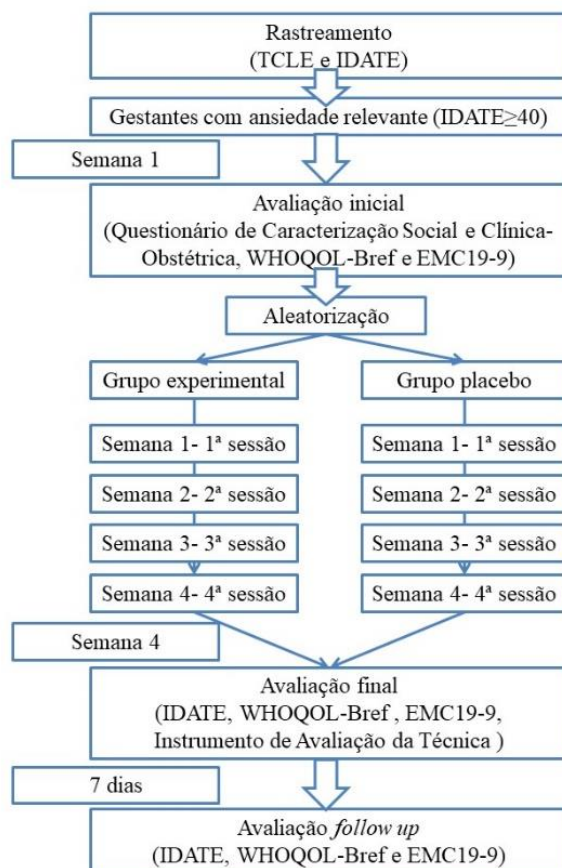 Rastreamento
(TCLE e IDATE)
Gestantes com ansiedade relevante (IDATE≥40)
Semana 1
Avaliação inicial
(Questionário de Caracterização Social e Clínica-
Obstétrica, WHOQOL-Bref e EMC19-9)
Aleatorização
Grupo experimental
Grupo placebo
Semana 1- 1ª sessão
Semana 1- 1ª sessão
Semana 2- 2ª sessão
Semana 2- 2ª sessão
Semana 3- 3ª sessão
Semana 3- 3ª sessão
Semana 4- 4ª sessão
Semana 4- 4ª sessão
Semana 4
Avaliação final
(IDATE, WHOQOL-Bref , EMC19-9,
Instrumento de Avaliação da Técnica )
7 dias
Avaliação follow up
(IDATE, WHOQOL-Bref e EMC19-9)